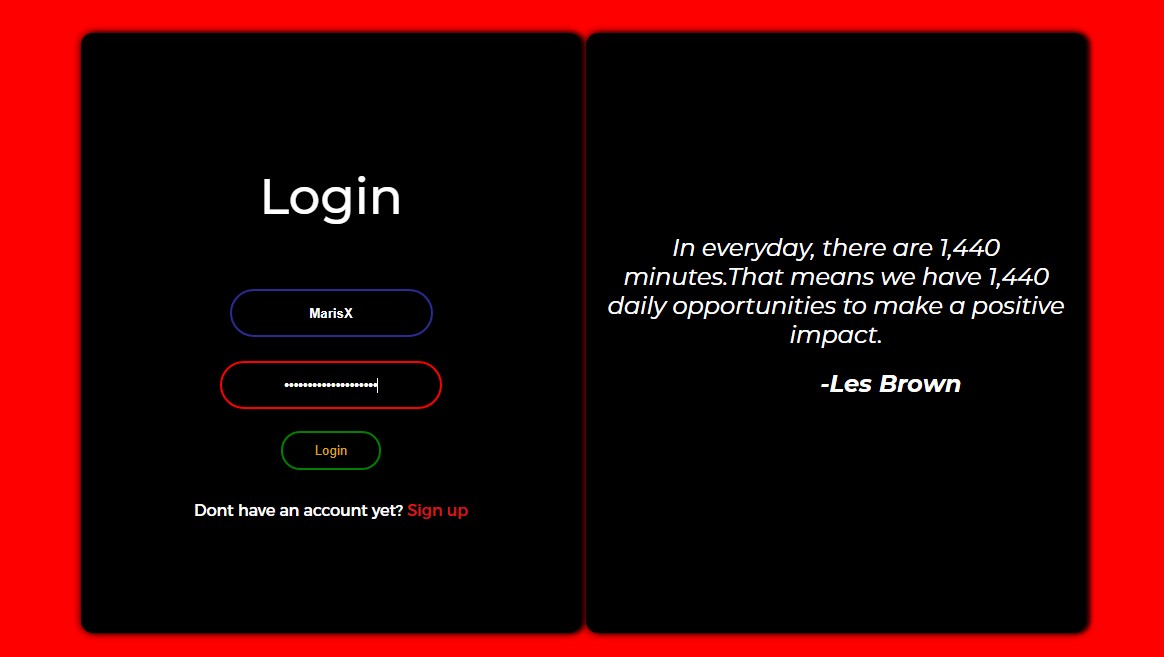 Login
MarisX
Login
Dont have an account yet? Sign up
In everyday, there are 1,440
minutes.That means we have 1,440
daily opportunities to make a positive
impact.
-Les Brown